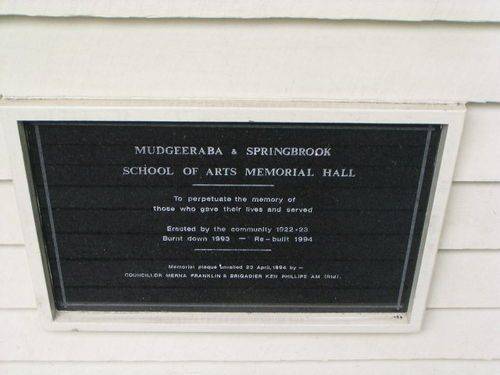 MUDGEERABA & SPRINGBROOK
SCHOOL OF ARTS MEMORIAL HALL
To perpetuate the memory of
those who gave their lives and served
Erected by the community 1922-23
Burnt down 1993 — Re-built 1994
Memorial plaque unveiled 23 April, 1994 by —
COUNCILLOR MERNA FRANKLIN & BRIGADIER KEN PHILLIPS AM (Rtd).